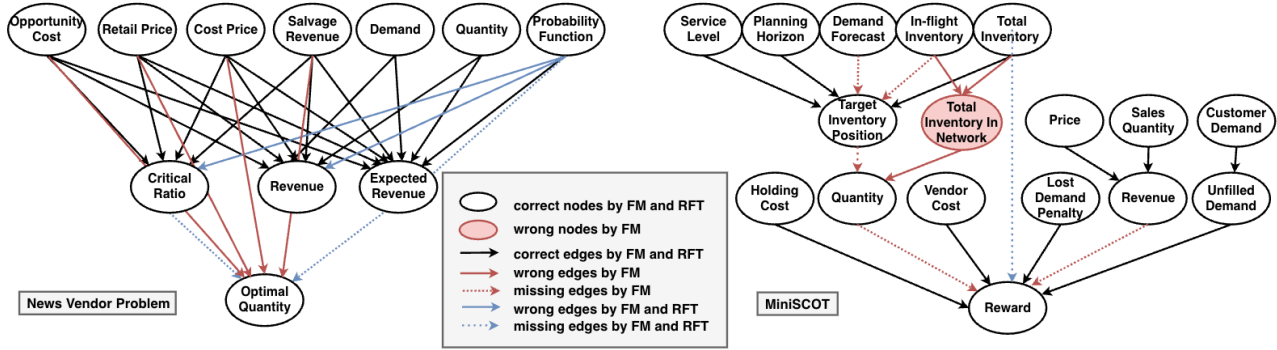 Opportunity
Cost
Retail Price
Cost Price
Salvage
Revenue
Demand
Quantity
Probability
Function
Critical
Ratio
Revenue
Expected
Revenue
Optimal
Quantity
News Vendor Problem
correct nodes by FM and RFT
wrong nodes by FM
correct edges by FM and RFT
wrong edges by FM
missing edges by FM
wrong edges by FM and RFT
missing edges by FM and RFT
Service
Level
Planning
Horizon
Demand
Forecast
In-flight
Inventory
Total
Inventory
Target
Inventory
Position
Total
Inventory In
Network
Price
Sales
Quantity
Customer
Demand
Holding
Cost
Quantity
Vendor
Cost
Lost
Demand
Penalty
Revenue
Unfilled
Demand
MiniSCOT
Reward